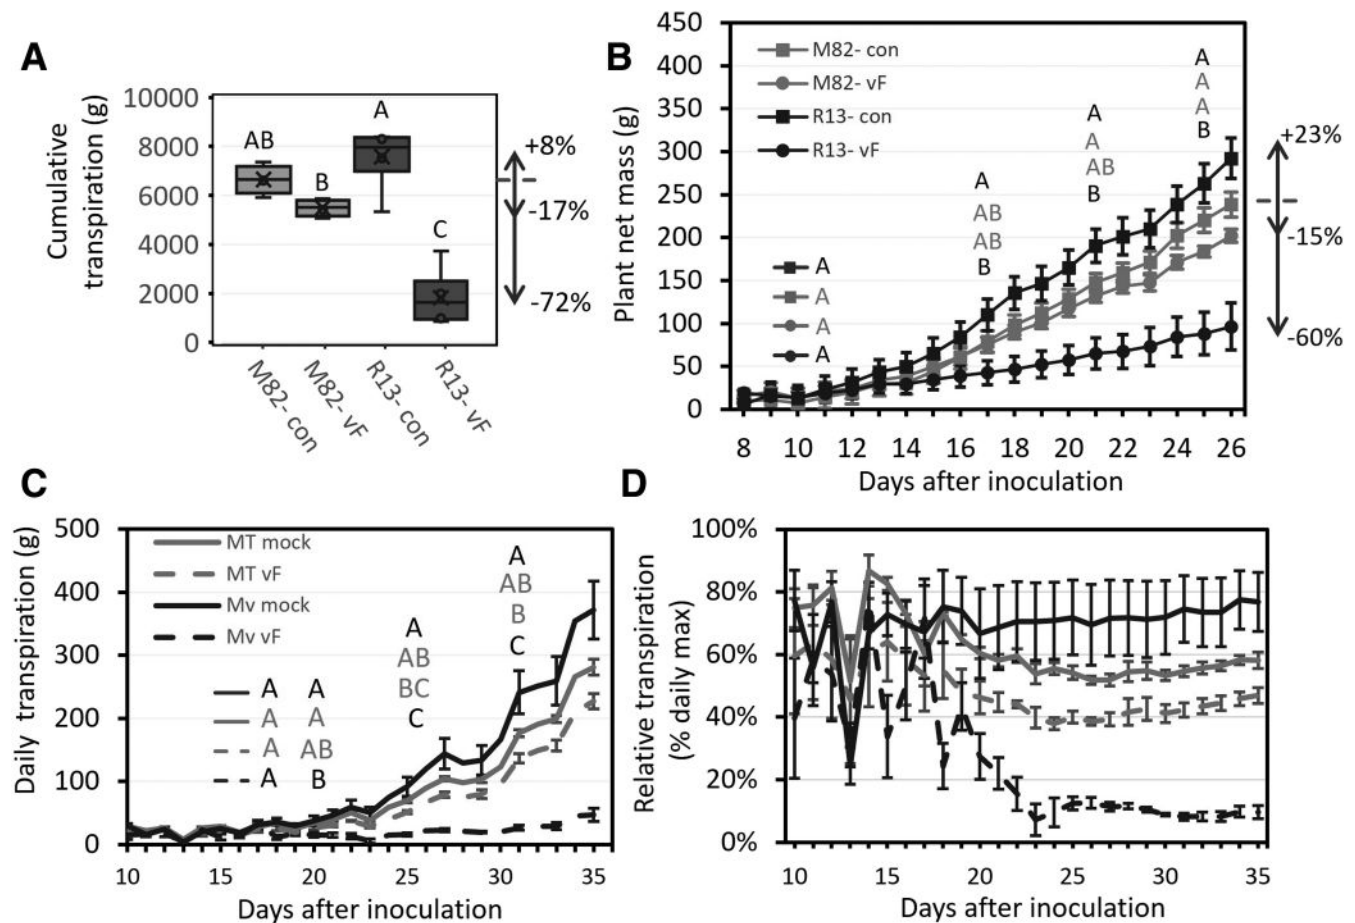 A
Cumulative
transpiration (g)
10000
8000
6000
4000
2000
0
AB
B
A
C
+8%
-17%
-72%
M82- con
M82- vF
R13- con
R13- vF
B
Plant net mass (g)
450
400
350
300
250
200
150
100
50
0
M82- con
M82- vF
R13- con
R13- vF
A
A
A
A
A
AB
AB
B
A
A
AB
B
A
A
A
B
+23%
-15%
-60%
8 10 12 14 16 18 20 22 24 26
Days after inoculation
C
Daily transpiration (g)
500
400
300
200
100
0
MT mock
MT vF
Mv mock
Mv vF
A A
A A
A AB
A B
A
AB
BC
C
A
AB
B
C
10 15 20 25 30 35
Days after inoculation
D
Relative transpiration
(% daily max)
100%
80%
60%
40%
20%
0%
10 15 20 25 30 35
Days after inoculation